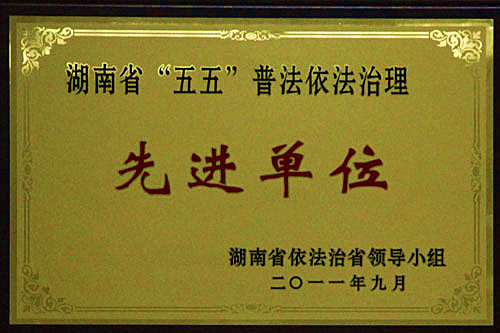 湖南省“五五”普法依法治理
先进单位
湖南省依法治省领导小组
二〇一一年九月